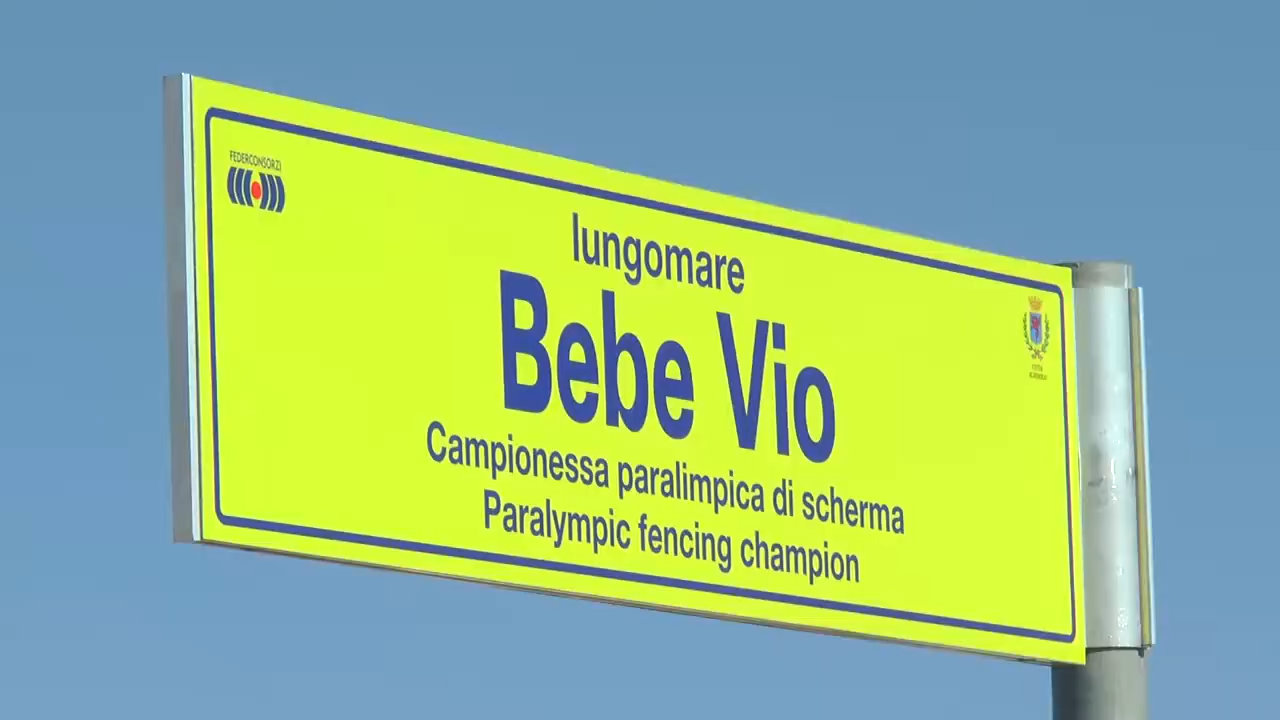 FEDERCONSORZI
lungomare
Bebe Vio
Campionessa paralimpica di scherma
Paralympic fencing champion